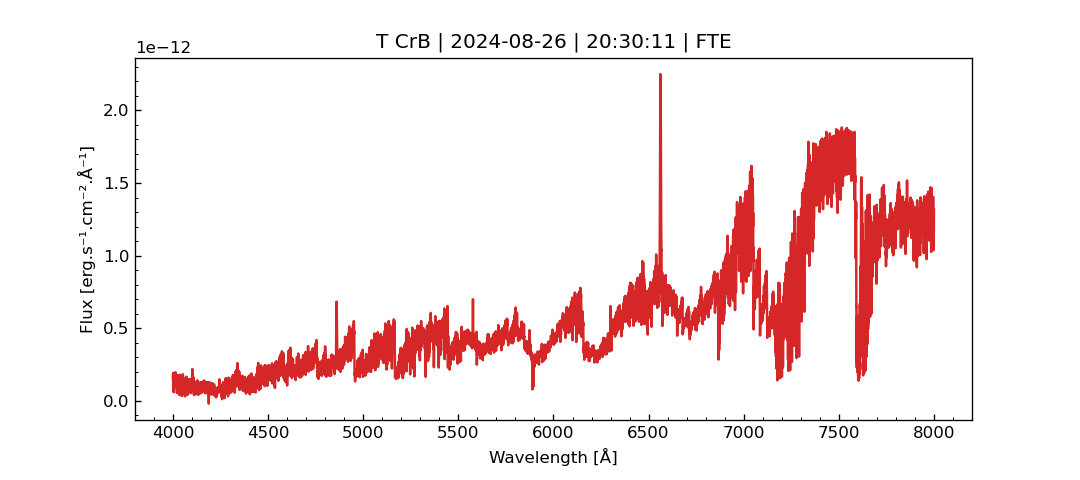 T CrB | 2024-08-26 | 20:30:11 | FTE
1e−12
2.0
1.5
1.0
0.5
0.0
Flux [erg.s⁻¹.cm⁻².Å⁻¹]
4000 4500 5000 5500 6000 6500 7000 7500 8000
Wavelength [Å]